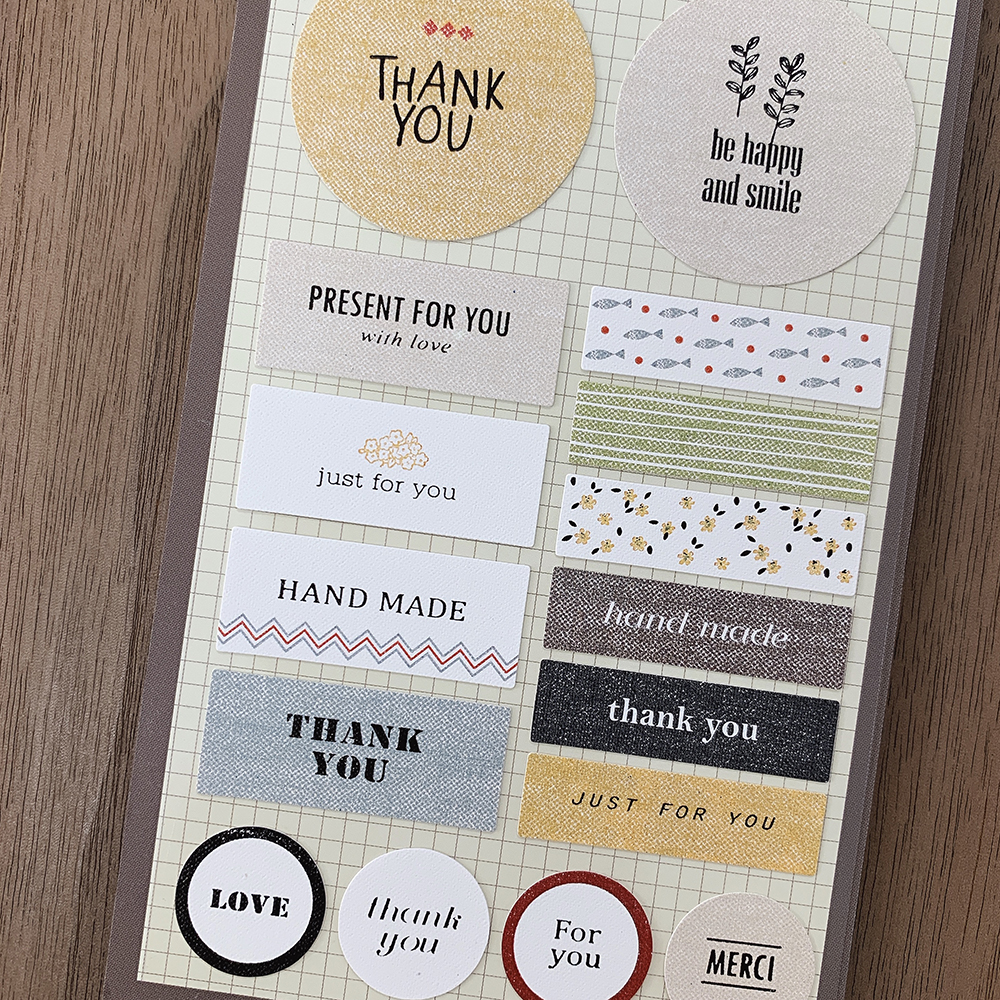 THANK
YOU
be happy
and smile
PRESENT FOR YOU
with love
just for you
HAND MADE
THANK
YOU
hand made
thank you
JUST FOR YOU
LOVE
thank
you
For
you
MERCI